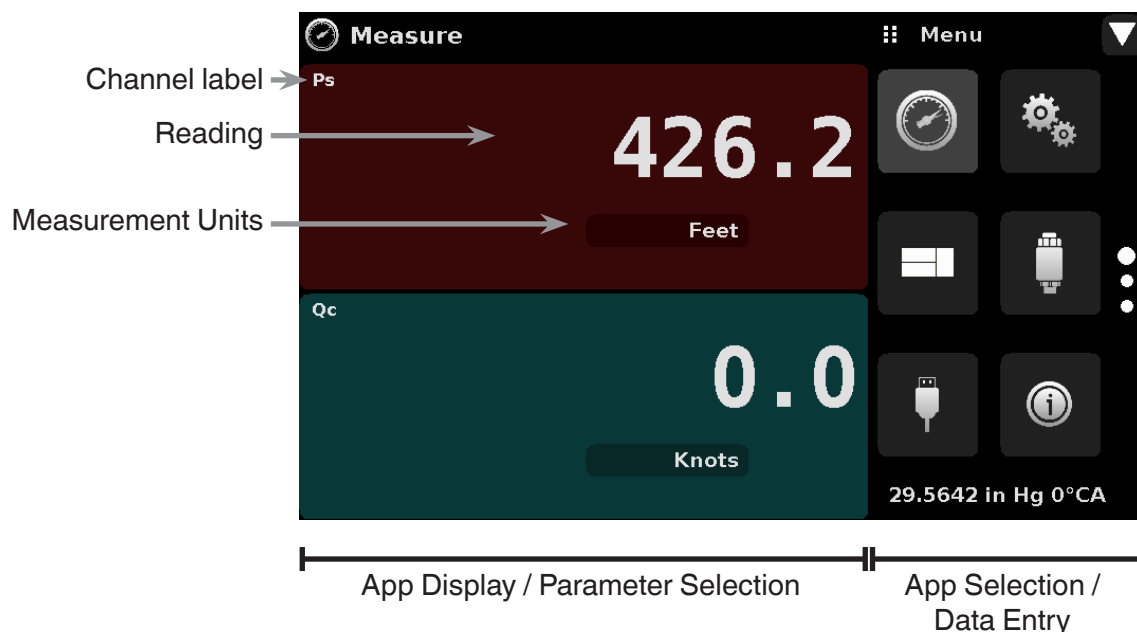 Measure
Menu
Channel label
Ps
Reading
426.2
Measurement Units
Feet
Qc
0.0
Knots
29.5642 in Hg 0°CA
App Display / Parameter Selection
App Selection /
Data Entry